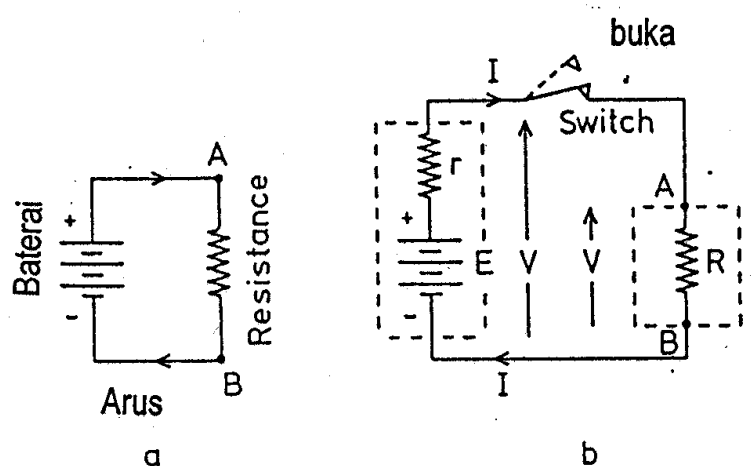 A
Baterai
+
-
Resistance
B
Arus
a
buka
I
Switch
r
+
E
-
V
V
A
R
B
I
b